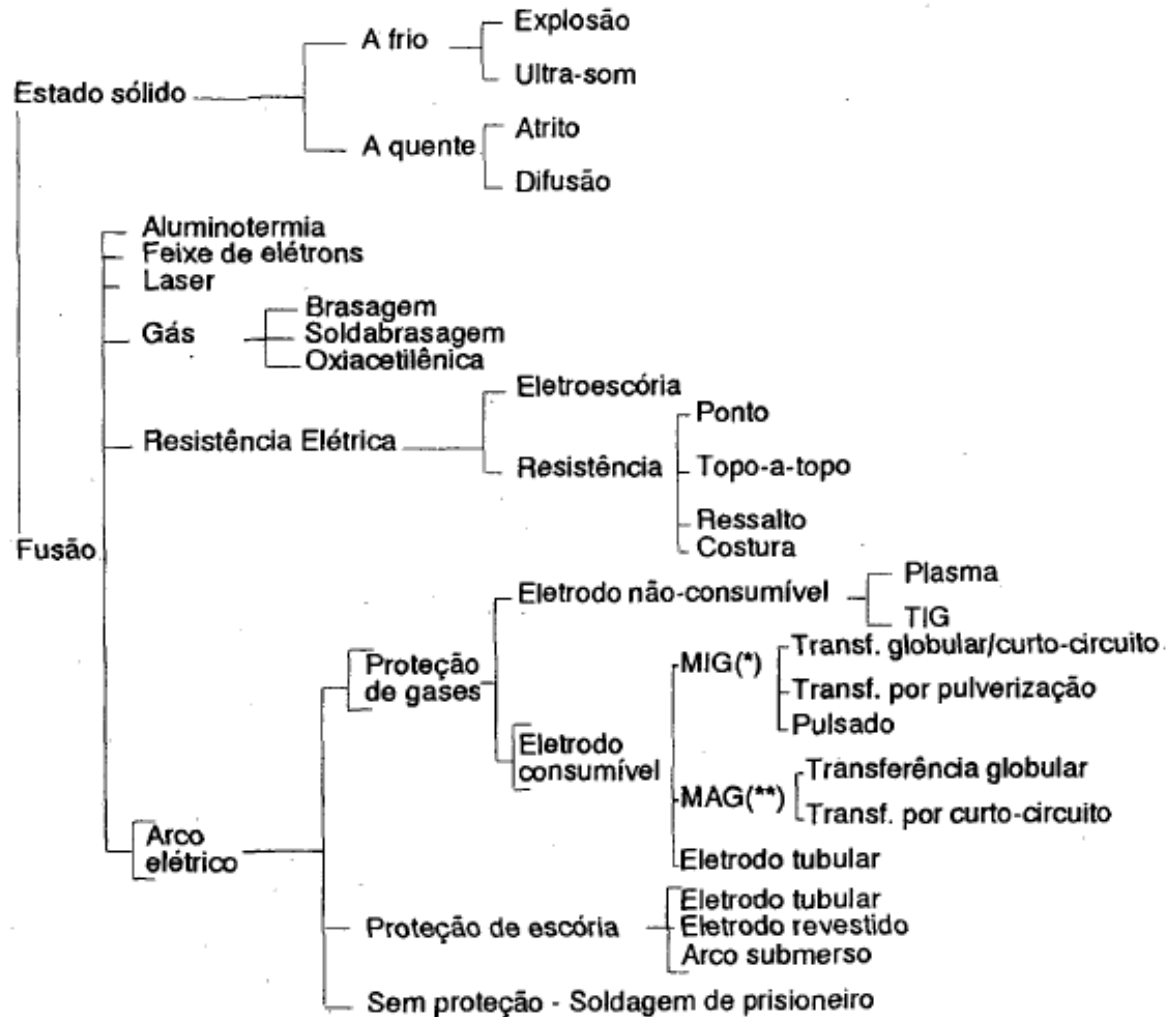 Estado sólido
A frio
Explosão
Ultra-som
A quente
Atrito
Difusão
Fusão
Aluminotermia
Feixe de elétrons
Laser
Gás
Brasagem
Soldabrasagem
Oxiacetilênica
Resistência Elétrica
Eletroescória
Resistência
Ponto
Topo-a-topo
Ressalto
Costura
Arco
elétrico
Proteção
de gases
Eletrodo não-consumível
Plasma
TIG
Eletrodo
consumível
MIG(*)
Transf. globular/curto-circuito
Transf. por pulverização
Pulsado
MAG(**)
Transferência globular
Transf. por curto-circuito
Eletrodo tubular
Proteção de escória
Eletrodo tubular
Eletrodo revestido
Arco submerso
Sem proteção - Soldagem de prisioneiro